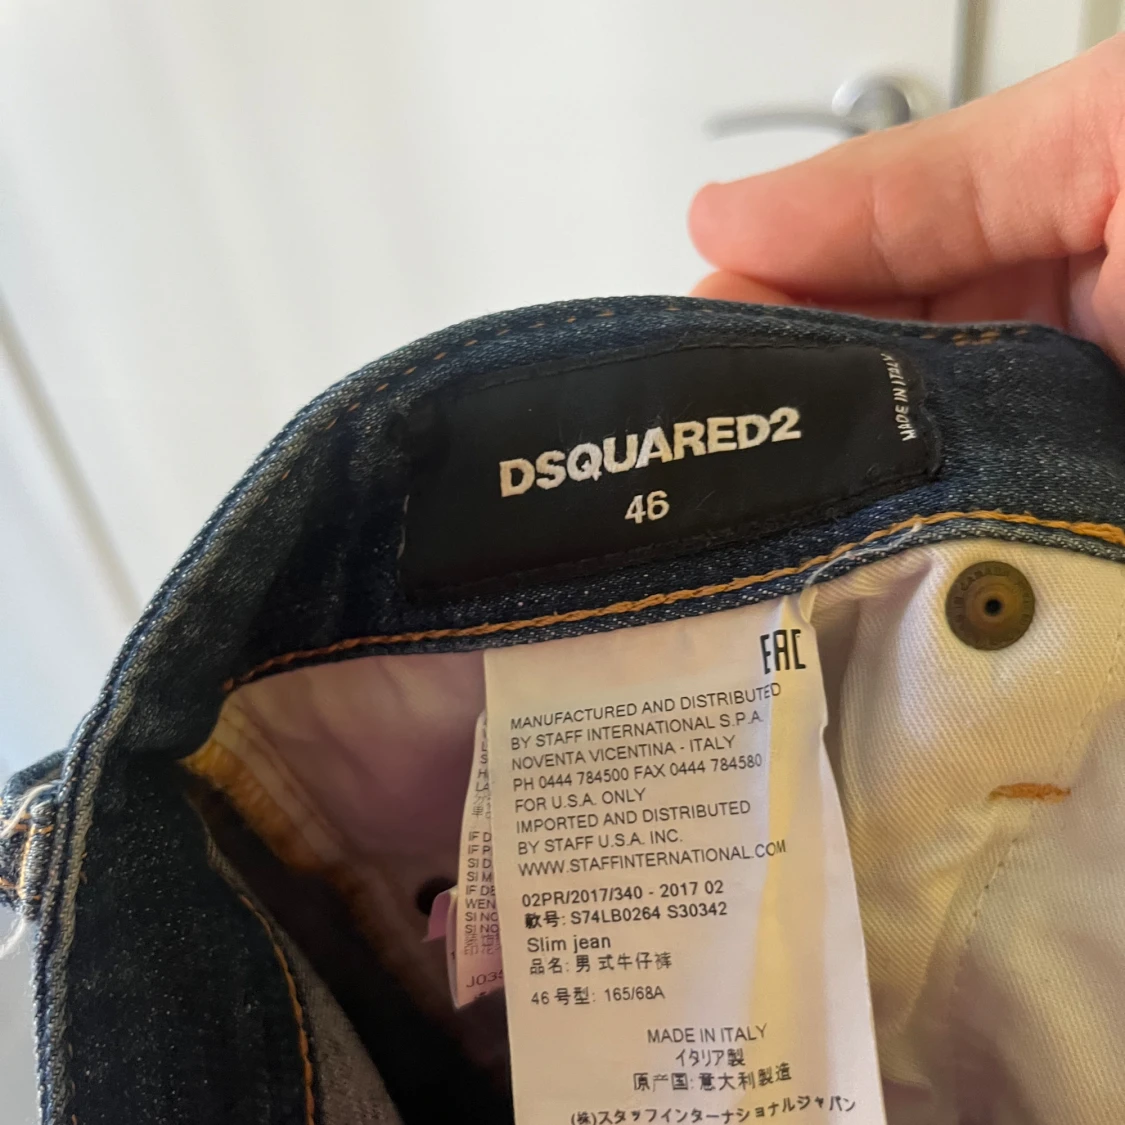 DSQUARED2
46
MADE IN ITALY
EAC
MANUFACTURED AND DISTRIBUTED
BY STAFF INTERNATIONAL S.P.A.
NOVENTA VICENTINA - ITALY
PH 0444 784500 FAX 0444 784580
FOR U.S.A. ONLY
IMPORTED AND DISTRIBUTED
BY STAFF U.S.A. INC.
WWW.STAFFINTERNATIONAL.COM
02PR/2017/340 - 2017 02
款号: S74LB0264 S30342
Slim jean
品名: 男 式牛仔裤
46 号型: 165/68A
MADE IN ITALY
イタリア製
原产国: 意大利製造
(株)スタッフインターナショナルジャパン